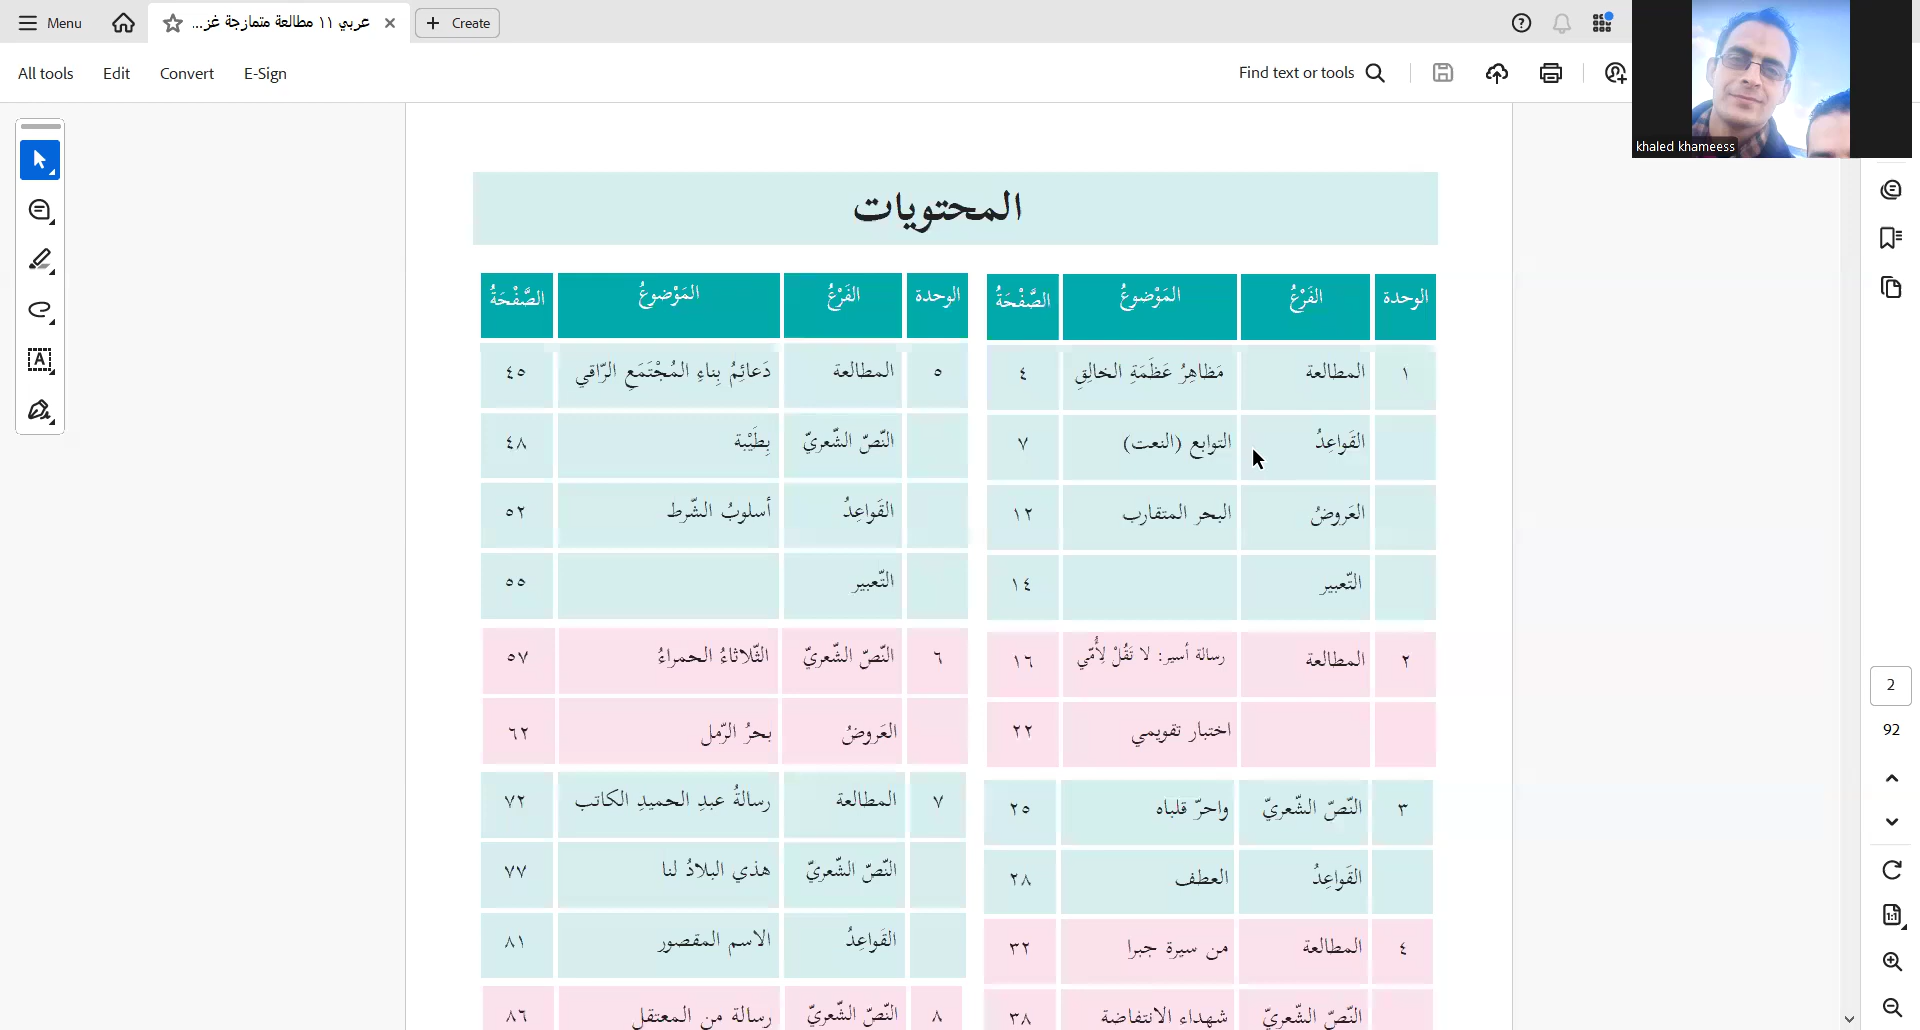 Menu
عربي ١١ مطالعة متمازجة غز...
Create
All tools
Edit
Convert
E-Sign
Find text or tools
khaled khameess
المحتويات
الوحدة الفَرْعُ المَوْضوعُ الصَّفْحَةُ
١ المطالعة مَظاهِرُ عَظَمَةِ الخالِقِ ٤
القَواعِدُ التوابع (النعت) ٧
العَروضُ البحر المتقارب ١٢
التّعبير ١٤
٢ المطالعة رسالة أسير: لا تَقُلْ لِأُمّي ١٦
اختبار تقويمي ٢٢
٣ النّصّ الشّعريّ واحرّ قلباه ٢٥
القَواعِدُ العطف ٢٨
٤ المطالعة من سيرة جبرا ٣٢
النّصّ الشّعريّ شهداء الانتفاضة ٣٨
الوحدة الفَرْعُ المَوْضوعُ الصَّفْحَةُ
٥ المطالعة دَعائِمُ بِناءِ المُجْتَمَعِ الرّاقي ٤٥
النّصّ الشّعريّ بِطَيْبة ٤٨
القَواعِدُ أسلوبُ الشّرط ٥٢
التّعبير ٥٥
٦ النّصّ الشّعريّ الثّلاثاءُ الحمراءُ ٥٧
العَروضُ بحرُ الرّمل ٦٢
٧ المطالعة رسالةُ عبدِ الحميدِ الكاتب ٧٢
النّصّ الشّعريّ هذي البلادُ لنا ٧٧
القَواعِدُ الاسم المقصور ٨١
٨ النّصّ الشّعريّ رسالة من المعتقل ٨٦
2
92